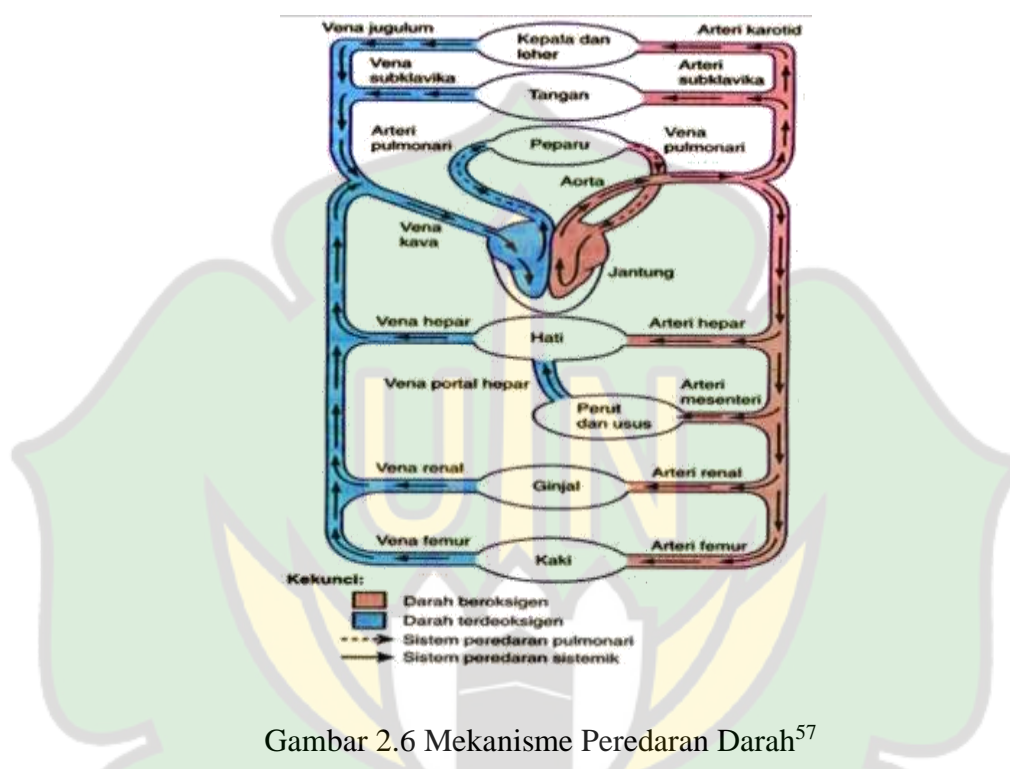 Vena jugulum
Kepala dan
leher
Arteri karotid
Vena
subklavika
Tangan
Arteri
subklavika
Arteri
pulmonari
Peparu
Vena
pulmonari
Aorta
Vena
kava
Jantung
Vena hepar
Hati
Arteri hepar
Vena portal hepar
Perut
dan usus
Arteri
mesenteri
Vena renal
Ginjal
Arteri renal
Vena femur
Kaki
Arteri femur
Kekunci:
Darah beroksigen
Darah terdeoksigen
Sistem peredaran pulmonari
Sistem peredaran sistemik
UIN
Gambar 2.6 Mekanisme Peredaran Darah57